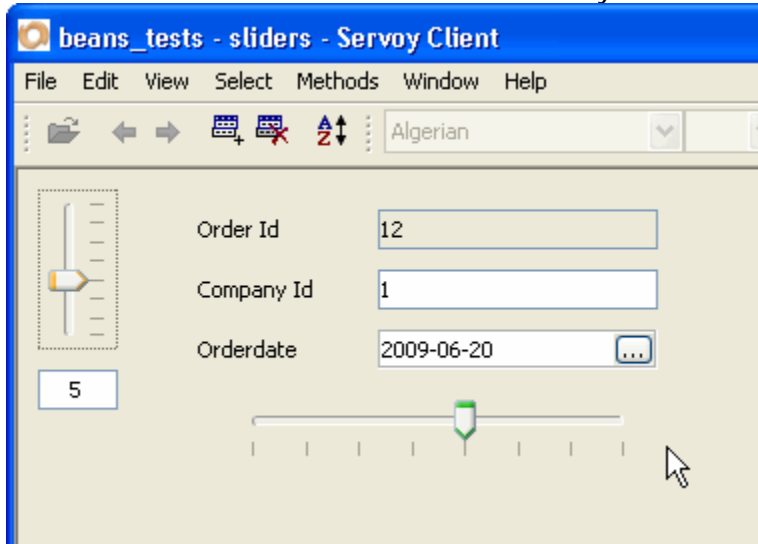 beans_tests - sliders - Servoy Client
File Edit View Select Methods Window Help
Algerian
Order Id 12
Company Id 1
Orderdate 2009-06-20 ...
5